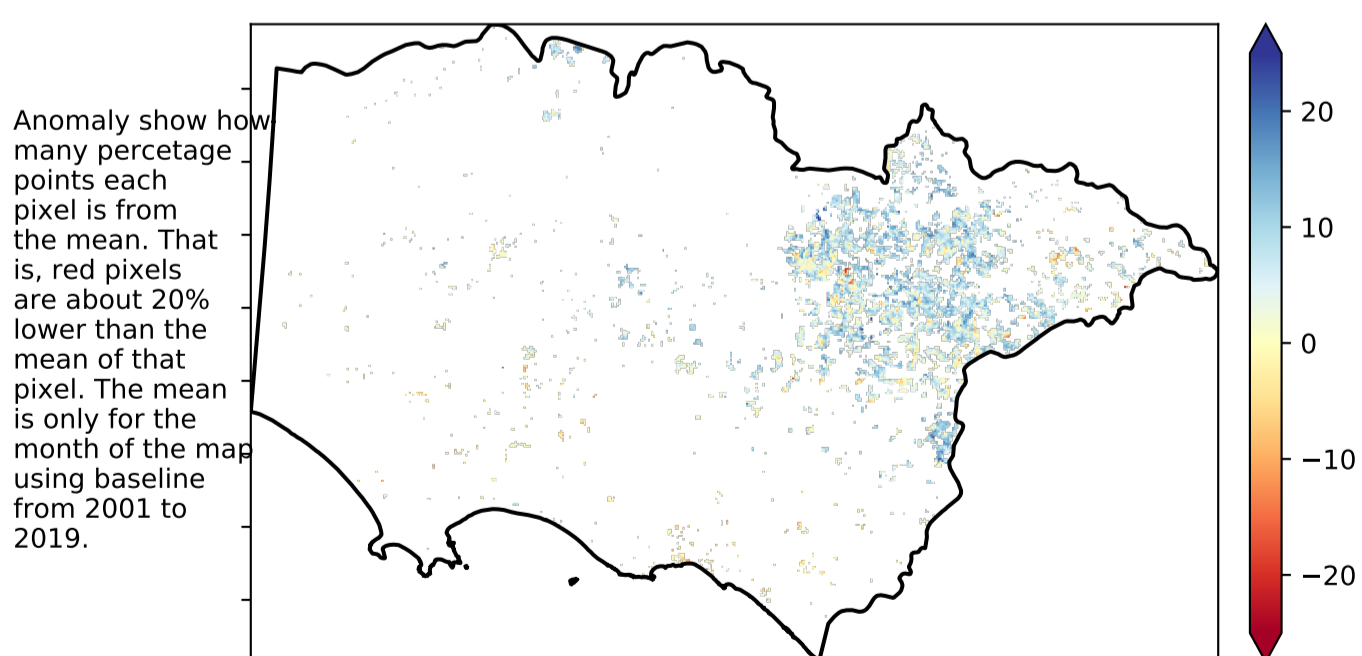 Anomaly show how
many percetage
points each
pixel is from
the mean. That
is, red pixels
are about 20%
lower than the
mean of that
pixel. The mean
is only for the
month of the map
using baseline
from 2001 to
2019.
20
10
0
−10
−20